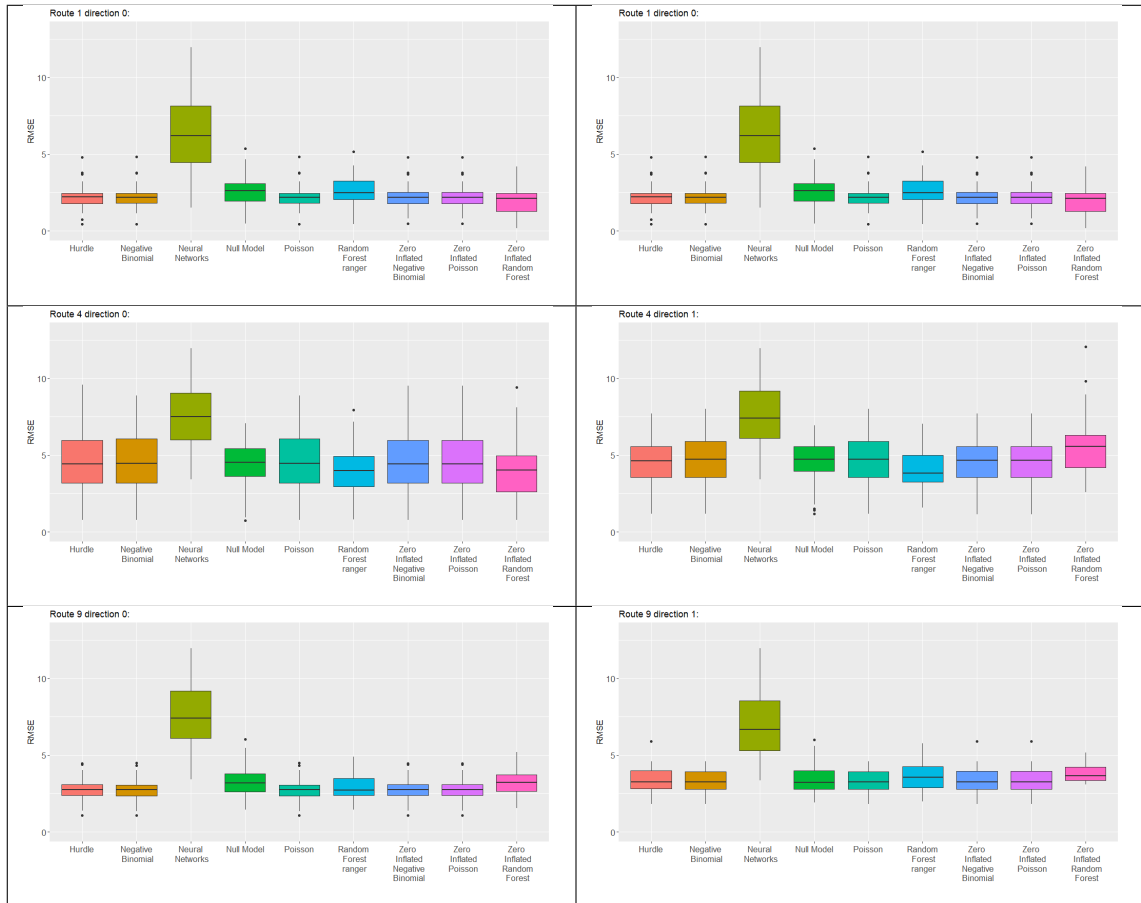 Route 1 direction 0:
RMSE
10
5
0
Hurdle
Negative
Binomial
Neural
Networks
Null Model
Poisson
Random
Forest
ranger
Zero
Inflated
Negative
Binomial
Zero
Inflated
Poisson
Zero
Inflated
Random
Forest
Route 1 direction 0:
RMSE
10
5
0
Hurdle
Negative
Binomial
Neural
Networks
Null Model
Poisson
Random
Forest
ranger
Zero
Inflated
Negative
Binomial
Zero
Inflated
Poisson
Zero
Inflated
Random
Forest
Route 4 direction 0:
RMSE
10
5
0
Hurdle
Negative
Binomial
Neural
Networks
Null Model
Poisson
Random
Forest
ranger
Zero
Inflated
Negative
Binomial
Zero
Inflated
Poisson
Zero
Inflated
Random
Forest
Route 4 direction 1:
RMSE
10
5
0
Hurdle
Negative
Binomial
Neural
Networks
Null Model
Poisson
Random
Forest
ranger
Zero
Inflated
Negative
Binomial
Zero
Inflated
Poisson
Zero
Inflated
Random
Forest
Route 9 direction 0:
RMSE
10
5
0
Hurdle
Negative
Binomial
Neural
Networks
Null Model
Poisson
Random
Forest
ranger
Zero
Inflated
Negative
Binomial
Zero
Inflated
Poisson
Zero
Inflated
Random
Forest
Route 9 direction 1:
RMSE
10
5
0
Hurdle
Negative
Binomial
Neural
Networks
Null Model
Poisson
Random
Forest
ranger
Zero
Inflated
Negative
Binomial
Zero
Inflated
Poisson
Zero
Inflated
Random
Forest